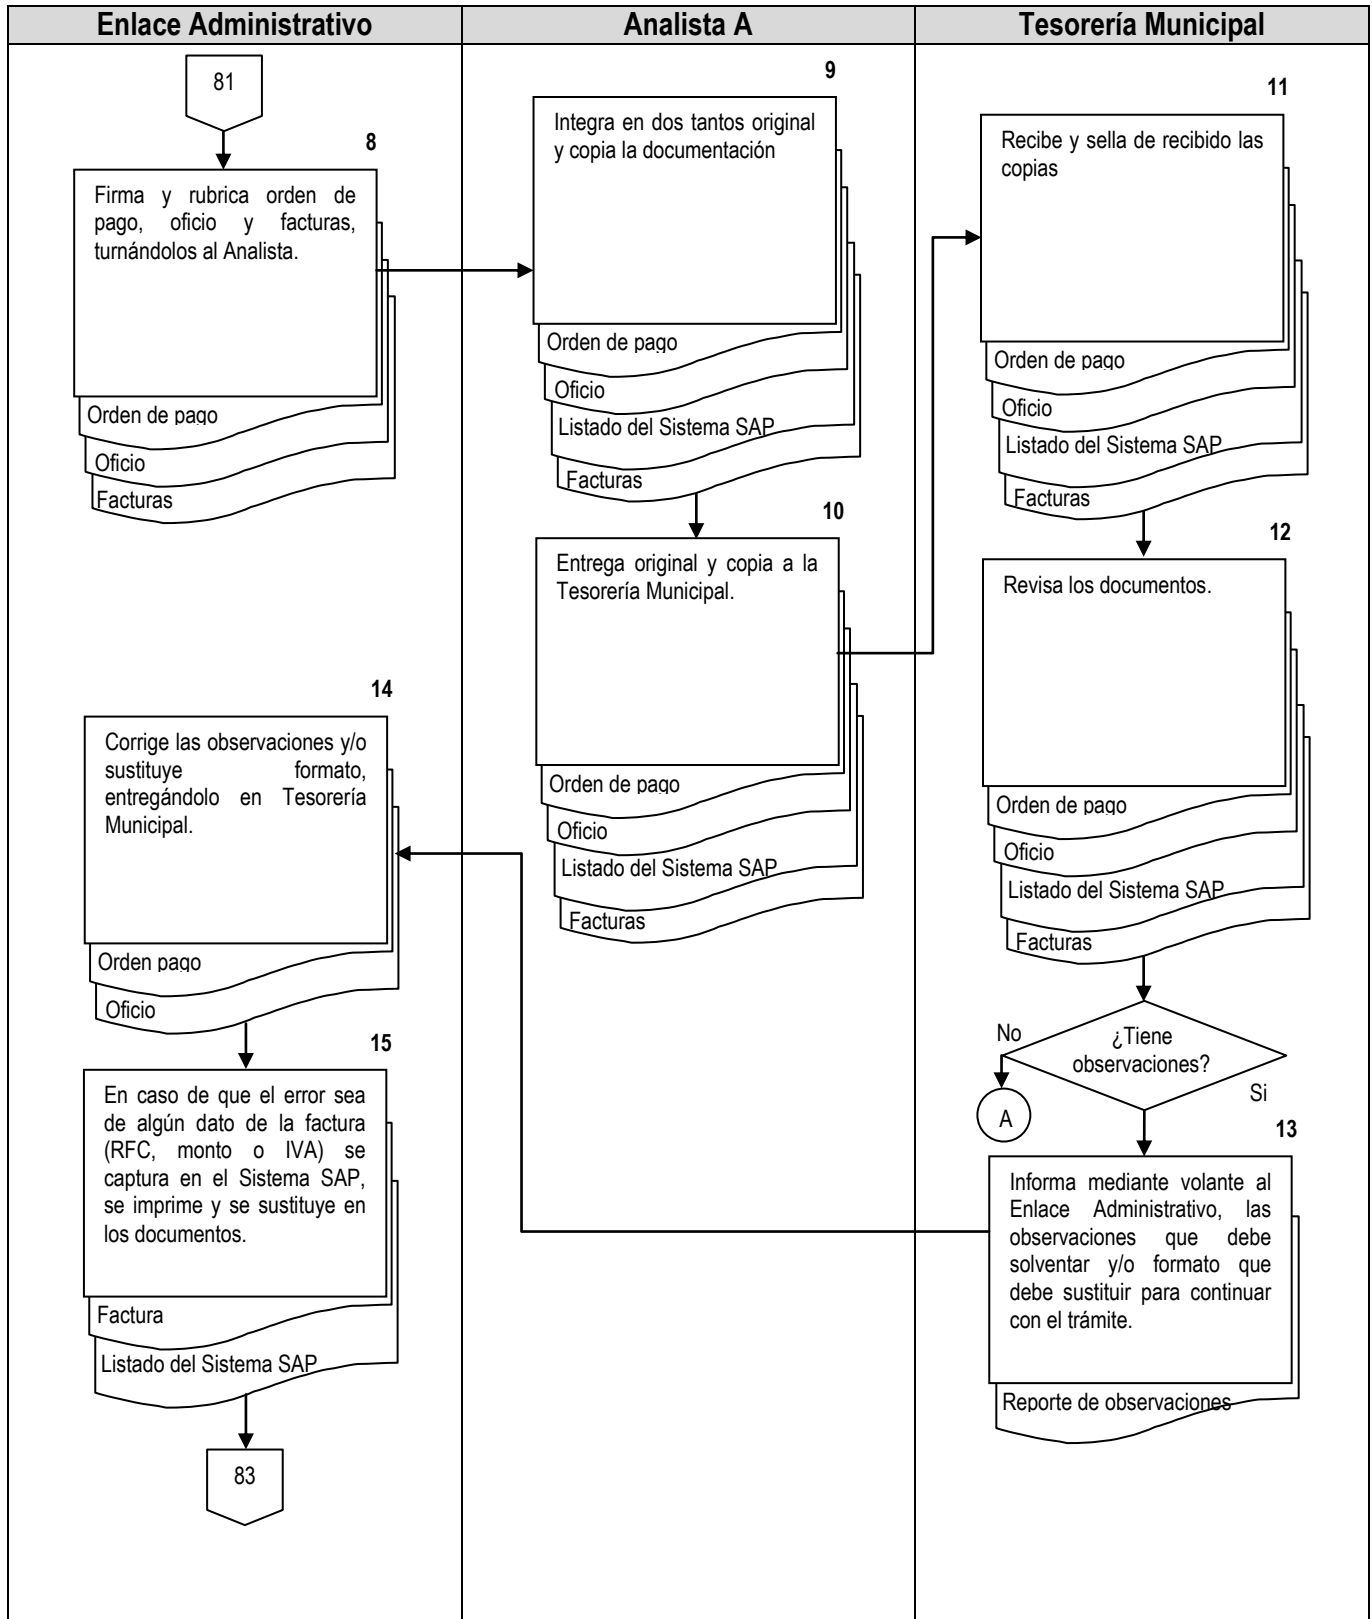 Enlace Administrativo
Analista A
Tesorería Municipal
81
8
Firma y rubrica orden de
pago, oficio y facturas,
turnándolos al Analista.
Orden de pago
Oficio
Facturas
9
Integra en dos tantos original
y copia la documentación
Orden de pago
Oficio
Listado del Sistema SAP
Facturas
10
Entrega original y copia a la
Tesorería Municipal.
Orden de pago
Oficio
Listado del Sistema SAP
Facturas
11
Recibe y sella de recibido las
copias
Orden de pago
Oficio
Listado del Sistema SAP
Facturas
12
Revisa los documentos.
Orden de pago
Oficio
Listado del Sistema SAP
Facturas
¿Tiene
observaciones?
No
Si
A
13
Informa mediante volante al
Enlace Administrativo, las
observaciones que debe
solventar y/o formato que
debe sustituir para continuar
con el trámite.
Reporte de observaciones
14
Corrige las observaciones y/o
sustituye formato,
entregándolo en Tesorería
Municipal.
Orden pago
Oficio
15
En caso de que el error sea
de algún dato de la factura
(RFC, monto o IVA) se
captura en el Sistema SAP,
se imprime y se sustituye en
los documentos.
Factura
Listado del Sistema SAP
83